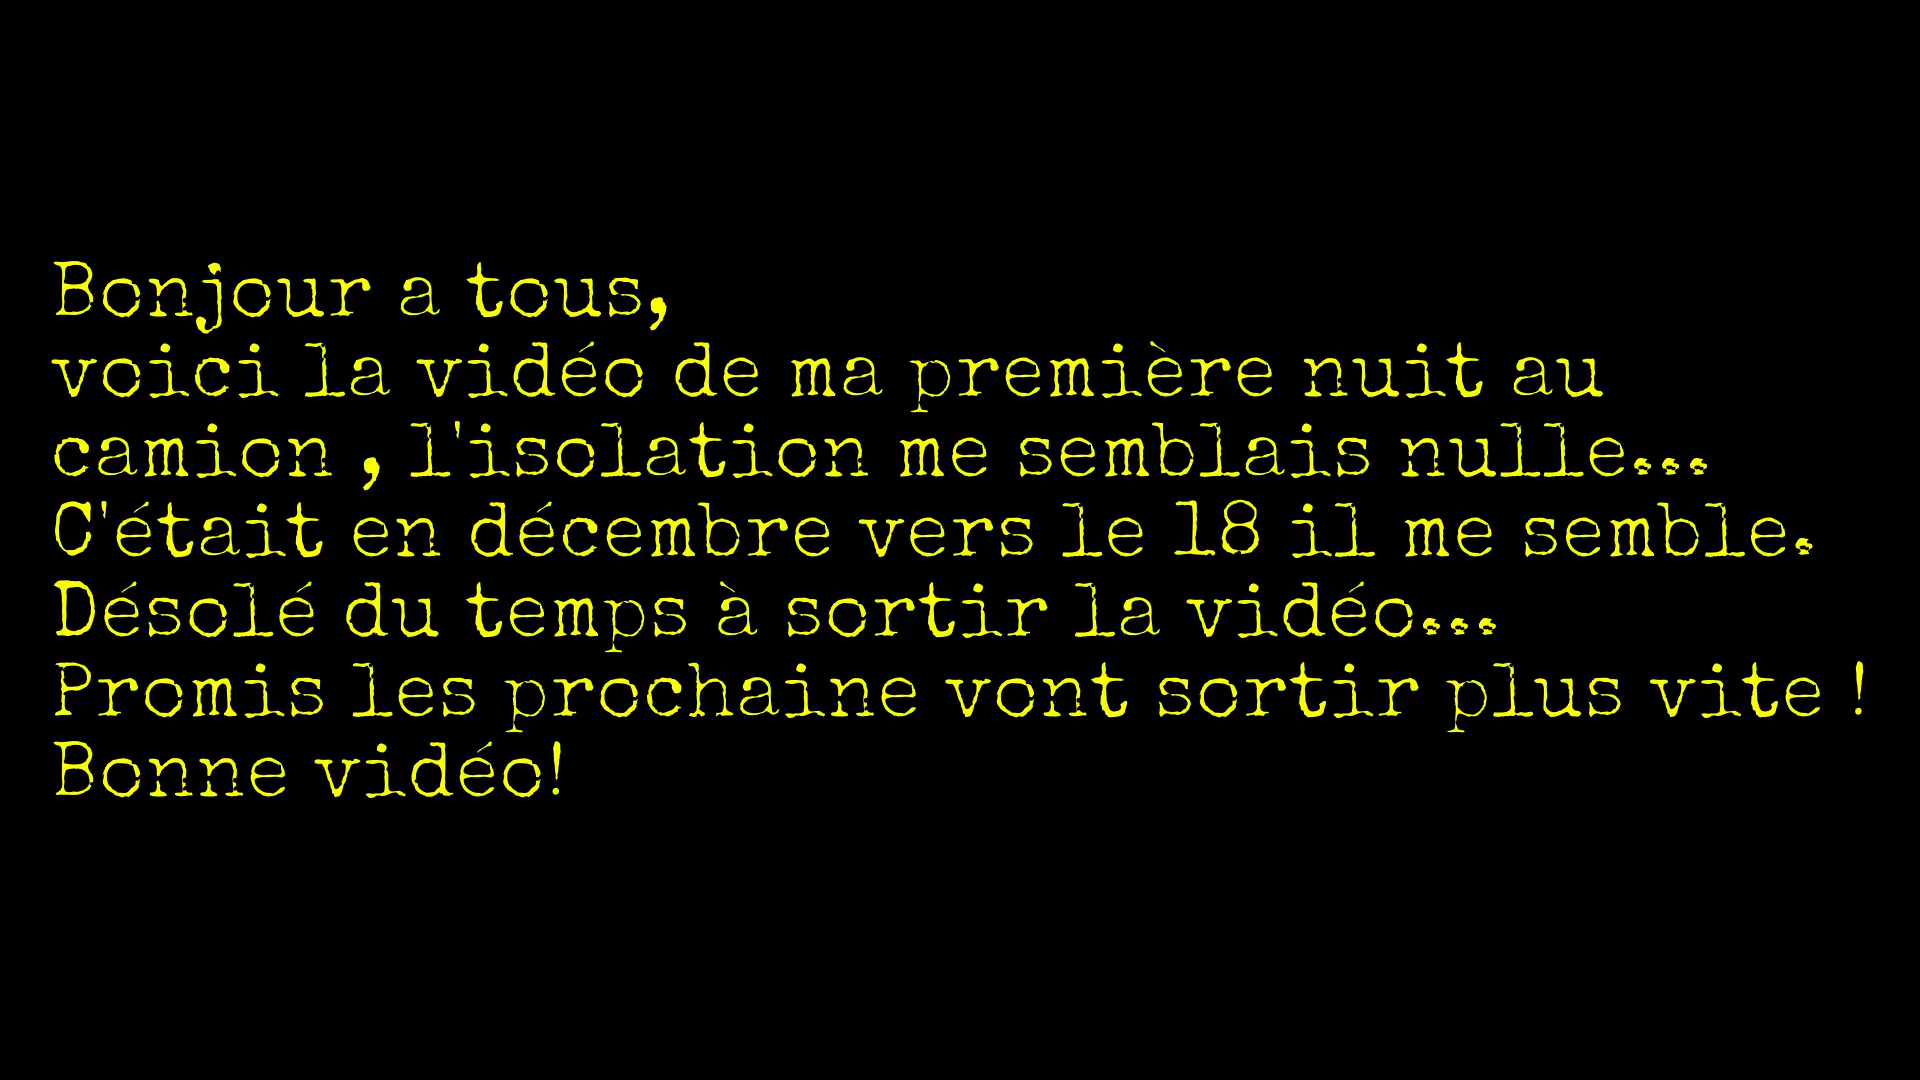 Bonjour a tous,
voici la vidéo de ma première nuit au
camion , l'isolation me semblais nulle...
C'était en décembre vers le 18 il me semble.
Désolé du temps à sortir la vidéo...
Promis les prochaine vont sortir plus vite !
Bonne vidéo!